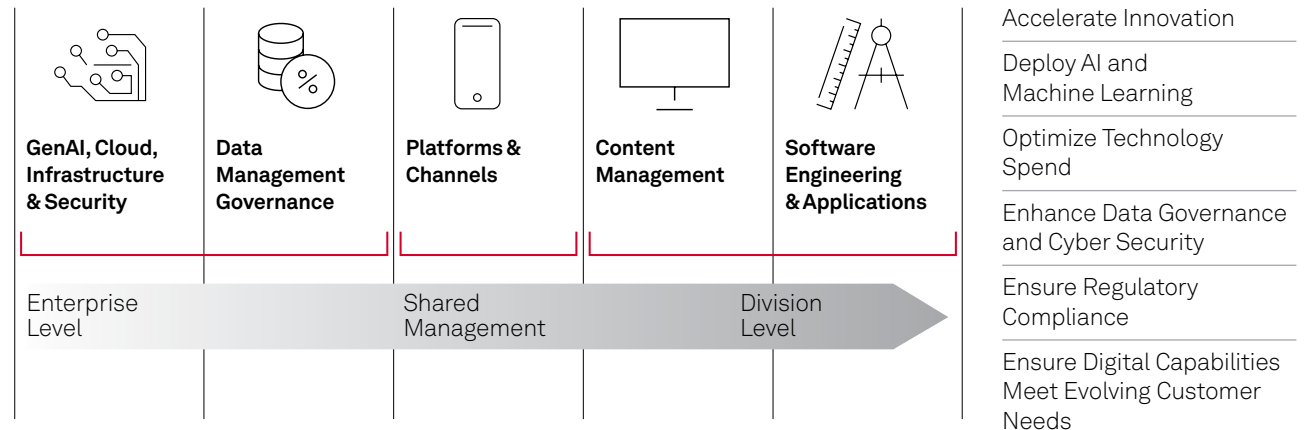 GenAI, Cloud,
Infrastructure
& Security
Data
Management
Governance
Platforms &
Channels
Content
Management
Software
Engineering
& Applications
%
Enterprise
Level
Shared
Management
Division
Level
Accelerate Innovation
Deploy AI and
Machine Learning
Optimize Technology
Spend
Enhance Data Governance
and Cyber Security
Ensure Regulatory
Compliance
Ensure Digital Capabilities
Meet Evolving Customer
Needs